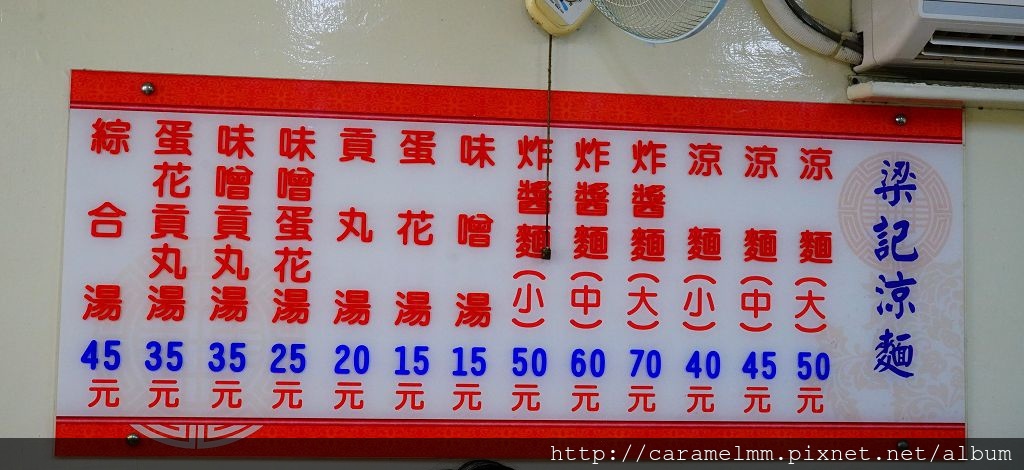 梁記涼麵
涼麵(大)50元
涼麵(中)45元
涼麵(小)40元
炸醬麵(大)70元
炸醬麵(中)60元
炸醬麵(小)50元
味噌湯15元
蛋花湯15元
貢丸湯20元
味噌蛋花湯25元
味噌貢丸湯35元
蛋花貢丸湯35元
綜合湯45元
http://caramelmm.pixnet.net/album